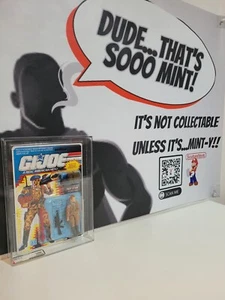 DUDE...THAT'S
SOOO MINT!
IT'S NOT COLLECTABLE
UNLESS IT'S...MINT-Y!!
G.I.JOE